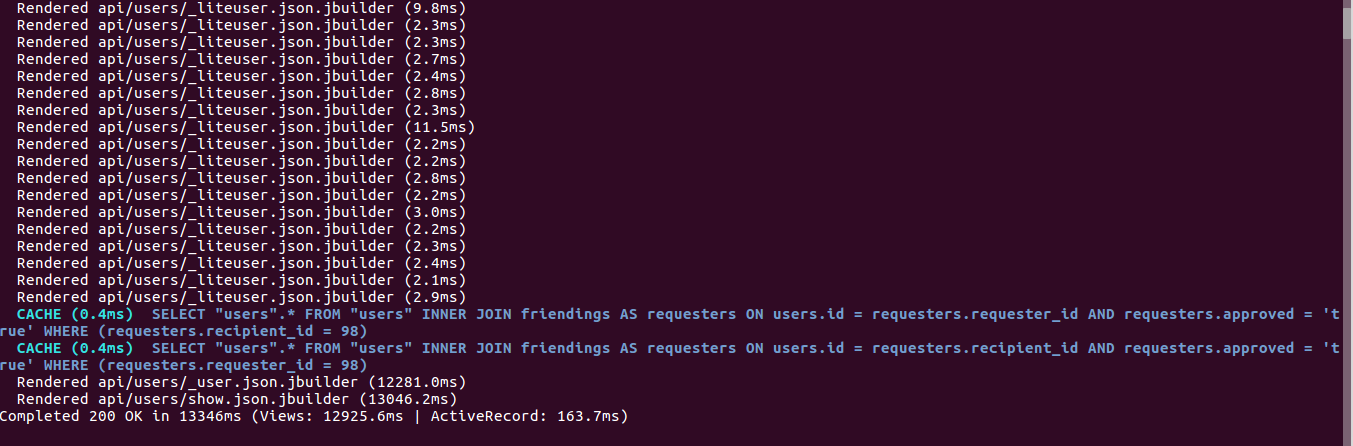 Rendered api/users/_liteuser.json.jbuilder (9.8ms)
Rendered api/users/_liteuser.json.jbuilder (2.3ms)
Rendered api/users/_liteuser.json.jbuilder (2.3ms)
Rendered api/users/_liteuser.json.jbuilder (2.7ms)
Rendered api/users/_liteuser.json.jbuilder (2.4ms)
Rendered api/users/_liteuser.json.jbuilder (2.8ms)
Rendered api/users/_liteuser.json.jbuilder (2.3ms)
Rendered api/users/_liteuser.json.jbuilder (11.5ms)
Rendered api/users/_liteuser.json.jbuilder (2.2ms)
Rendered api/users/_liteuser.json.jbuilder (2.2ms)
Rendered api/users/_liteuser.json.jbuilder (2.8ms)
Rendered api/users/_liteuser.json.jbuilder (2.2ms)
Rendered api/users/_liteuser.json.jbuilder (3.0ms)
Rendered api/users/_liteuser.json.jbuilder (2.2ms)
Rendered api/users/_liteuser.json.jbuilder (2.3ms)
Rendered api/users/_liteuser.json.jbuilder (2.4ms)
Rendered api/users/_liteuser.json.jbuilder (2.1ms)
Rendered api/users/_liteuser.json.jbuilder (2.9ms)
CACHE (0.4ms)  SELECT "users".* FROM "users" INNER JOIN friendings AS requesters ON users.id = requesters.requester_id AND requesters.approved = 't
rue' WHERE (requesters.recipient_id = 98)
CACHE (0.4ms)  SELECT "users".* FROM "users" INNER JOIN friendings AS requesters ON users.id = requesters.recipient_id AND requesters.approved = 't
rue' WHERE (requesters.requester_id = 98)
Rendered api/users/_user.json.jbuilder (12281.0ms)
Rendered api/users/show.json.jbuilder (13046.2ms)
Completed 200 OK in 13346ms (Views: 12925.6ms | ActiveRecord: 163.7ms)